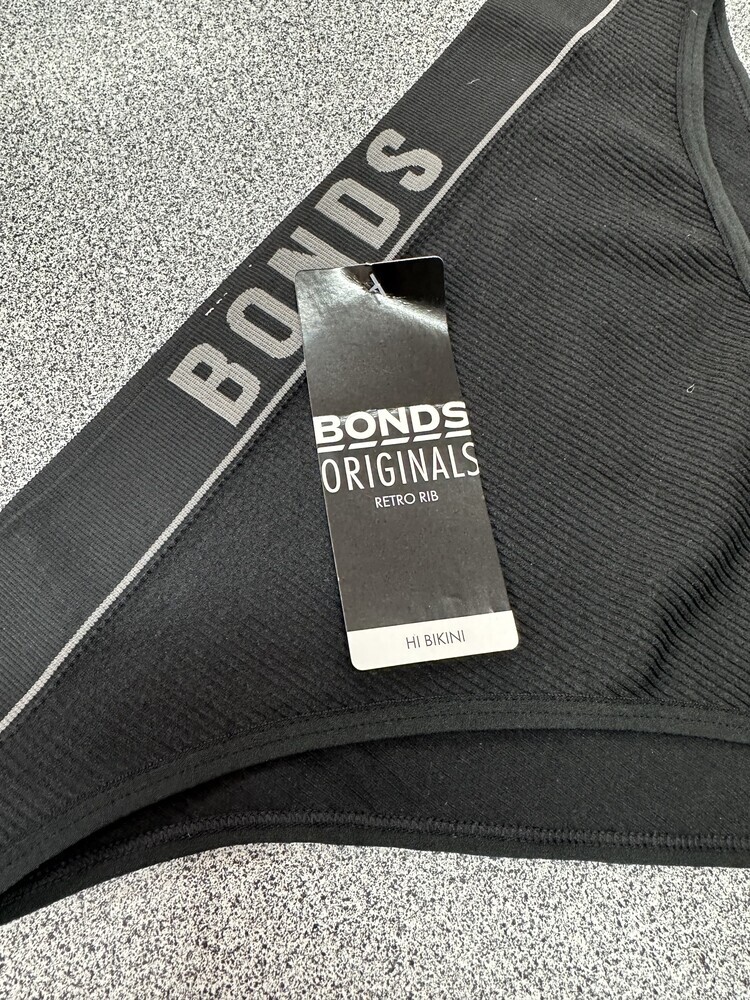 BONDS
BONDS
ORIGINALS
RETRO RIB
HI BIKINI